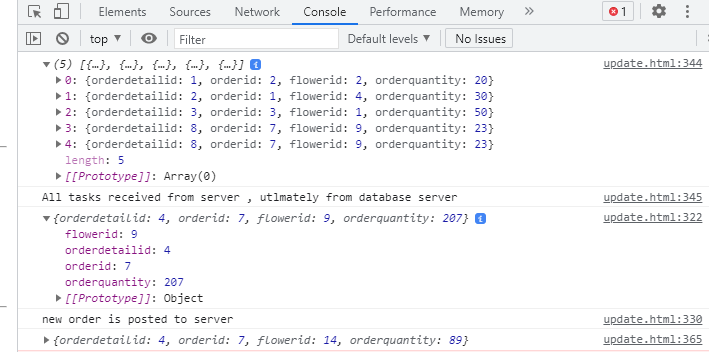 Elements Sources Network Console Performance Memory » 1
top Filter Default levels No Issues
(5) [{…}, {…}, {…}, {…}, {…}] i update.html:344
0: {orderdetailid: 1, orderid: 2, flowerid: 2, orderquantity: 20}
1: {orderdetailid: 2, orderid: 1, flowerid: 4, orderquantity: 30}
2: {orderdetailid: 3, orderid: 3, flowerid: 1, orderquantity: 50}
3: {orderdetailid: 8, orderid: 7, flowerid: 9, orderquantity: 23}
4: {orderdetailid: 8, orderid: 7, flowerid: 9, orderquantity: 23}
length: 5
[[Prototype]]: Array(0)
All tasks received from server , utlmately from database server update.html:345
{orderdetailid: 4, orderid: 7, flowerid: 9, orderquantity: 207} i update.html:322
flowerid: 9
orderdetailid: 4
orderid: 7
orderquantity: 207
[[Prototype]]: Object
new order is posted to server update.html:330
{orderdetailid: 4, orderid: 7, flowerid: 14, orderquantity: 89} update.html:365